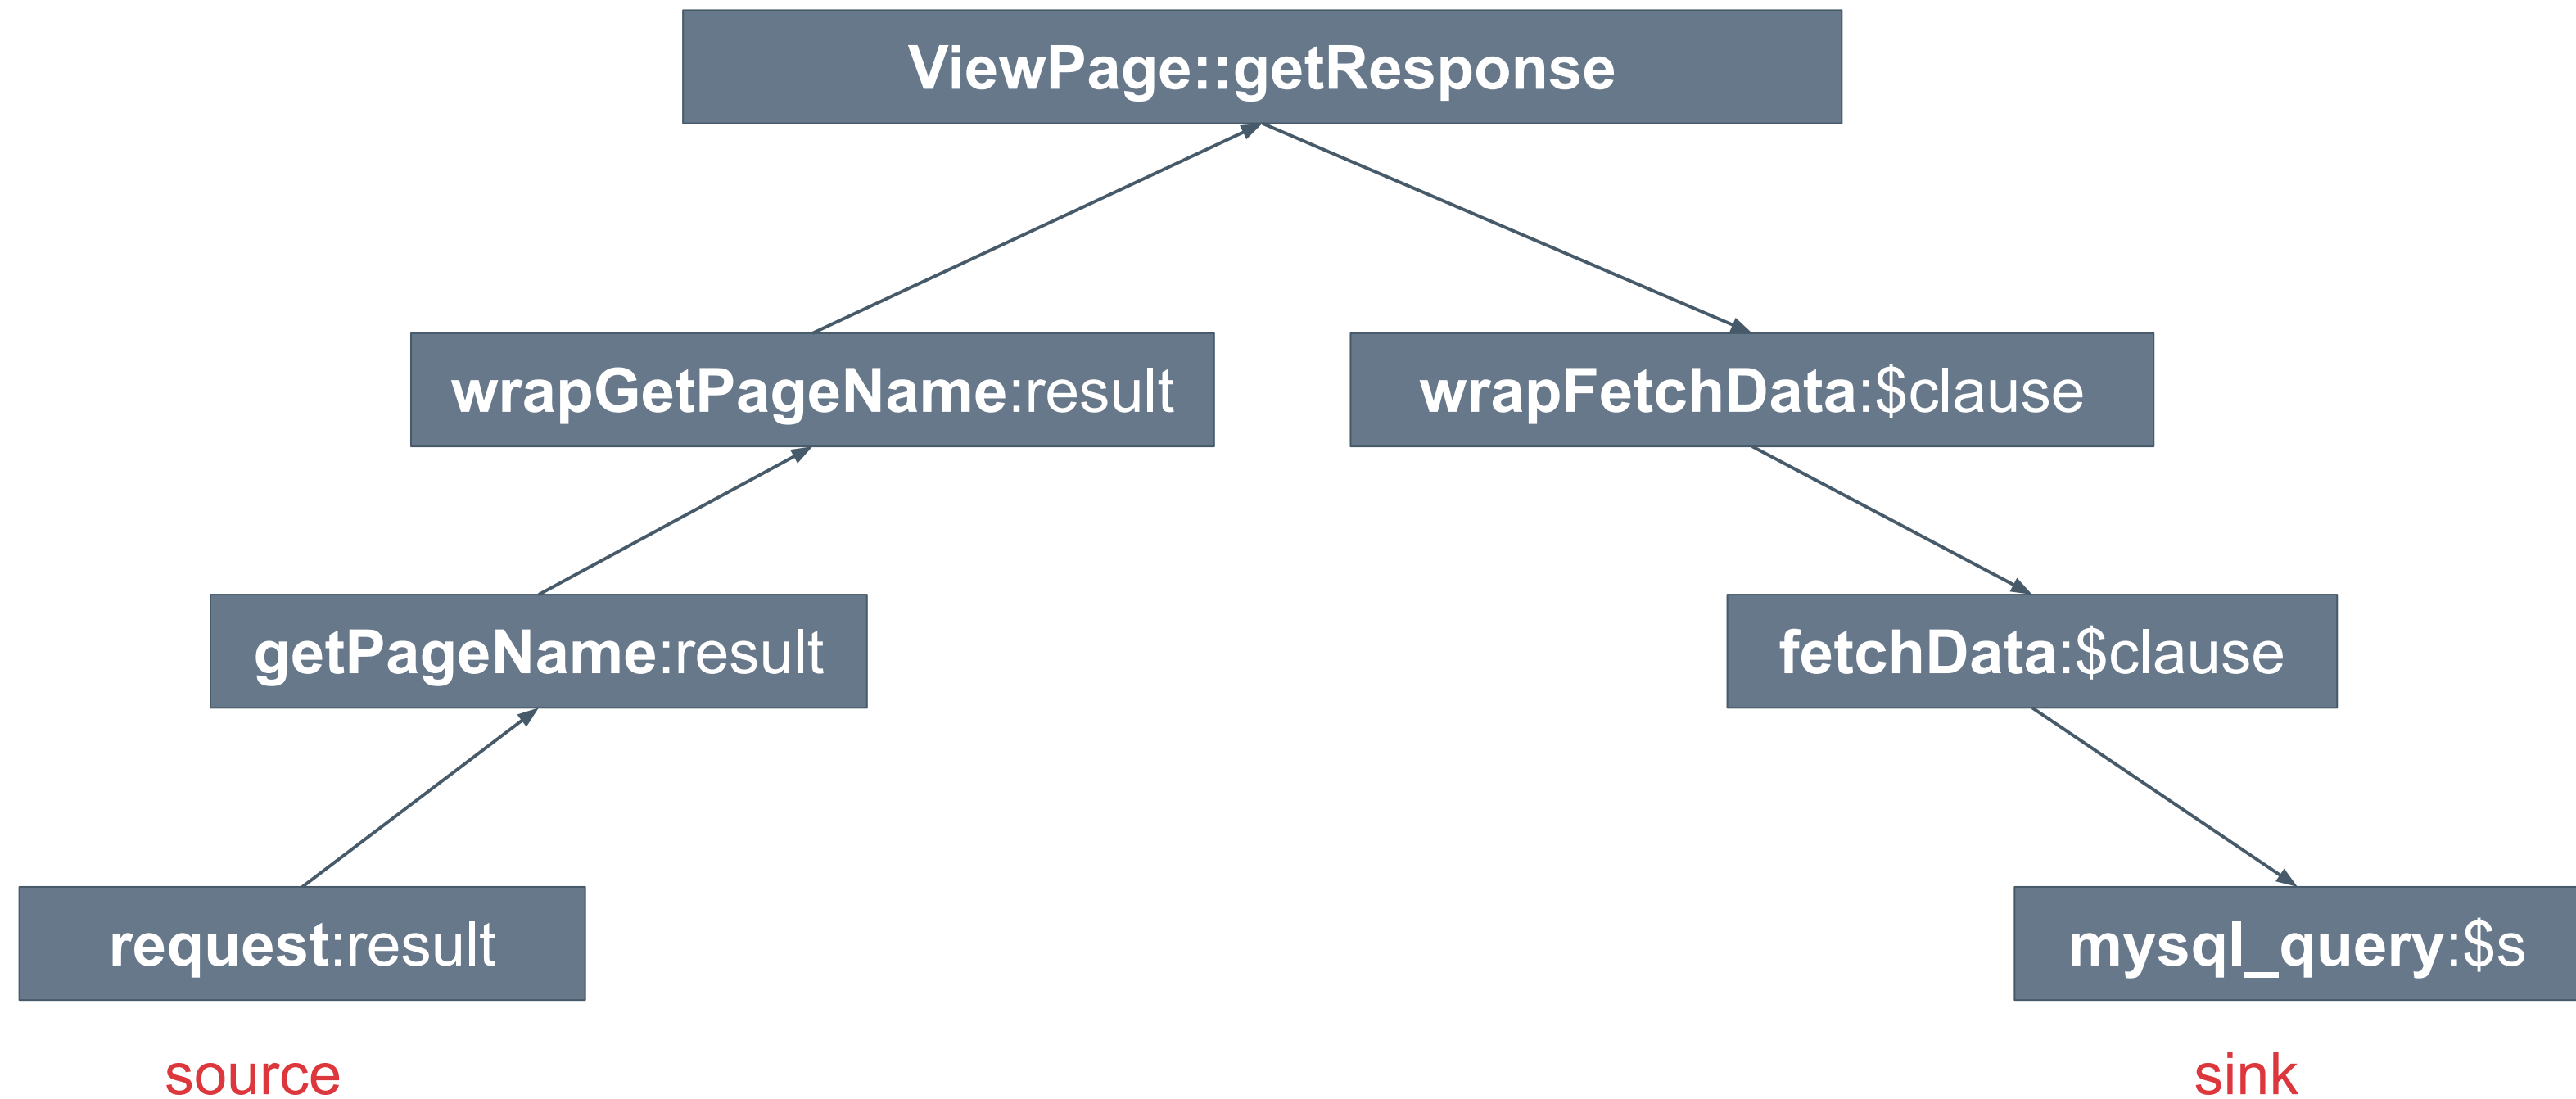 ViewPage::getResponse
wrapGetPageName:result
wrapFetchData:$clause
getPageName:result
fetchData:$clause
request:result
mysql_query:$s
source
sink